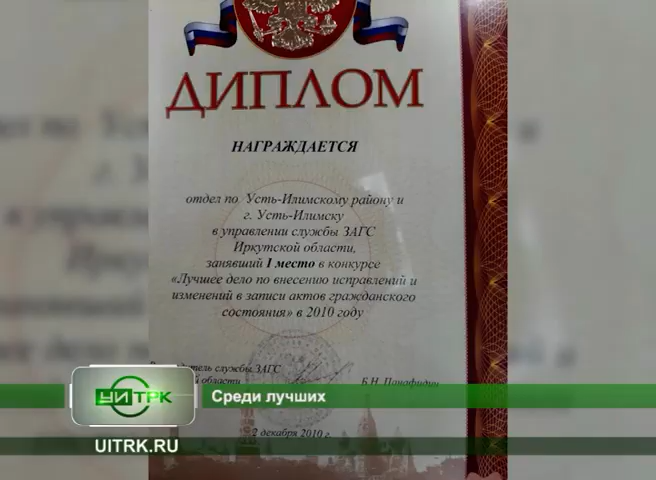 ДИПЛОМ
НАГРАЖДАЕТСЯ
отдел по Усть-Илимскому району и
г. Усть-Илимску
в управлении службы ЗАГС
Иркутской области,
занявший I место в конкурсе
«Лучшее дело по внесению исправлений и
изменений в записи актов гражданского
состояния» в 2010 году
службы ЗАГС
области
Б.Н. Панафидин
2 декабря 2010 г.
УИТРК
Среди лучших
UITRK.RU